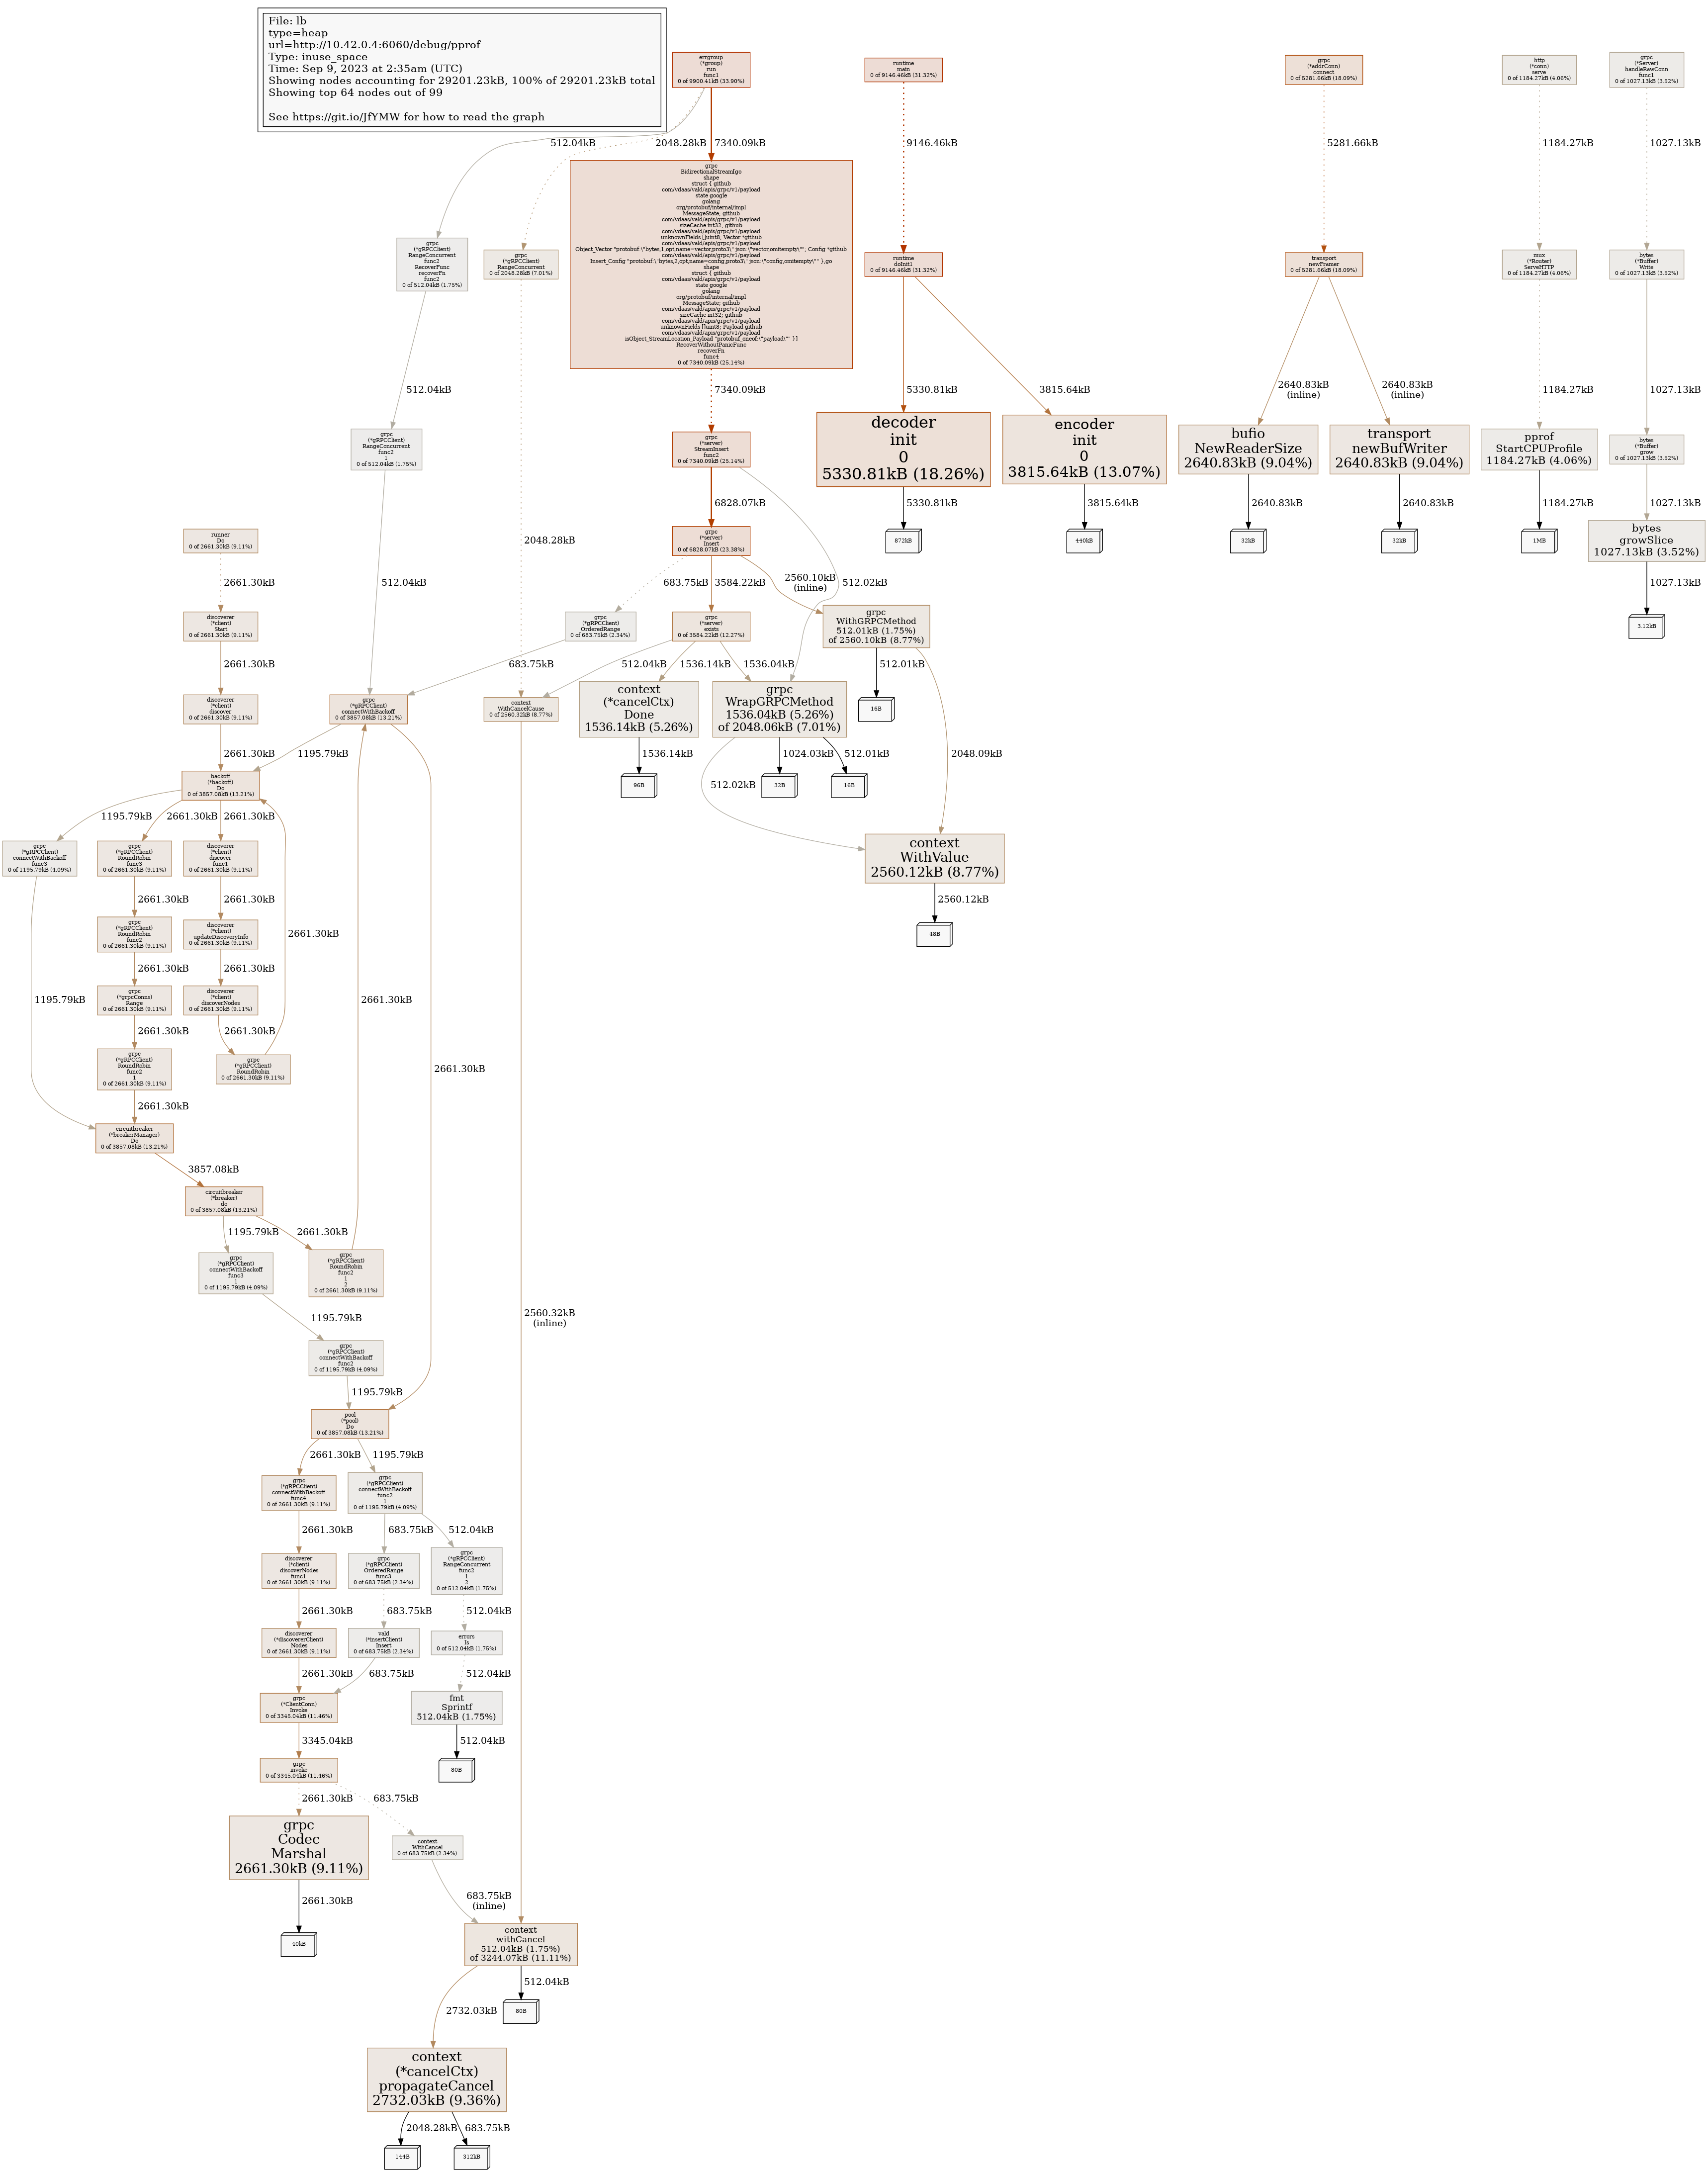 File: lb
type=heap
url=http://10.42.0.4:6060/debug/pprof
Type: inuse_space
Time: Sep 9, 2023 at 2:35am (UTC)
Showing nodes accounting for 29201.23kB, 100% of 29201.23kB total
Showing top 64 nodes out of 99
See https://git.io/JfYMW for how to read the graph
errgroup
(*group)
run
func1
0 of 9900.41kB (33.90%)
runtime
main
0 of 9146.46kB (31.32%)
grpc
(*addrConn)
connect
0 of 5281.66kB (18.09%)
http
(*conn)
serve
0 of 1184.27kB (4.06%)
grpc
(*Server)
handleRawConn
func1
0 of 1027.13kB (3.52%)
512.04kB
2048.28kB
7340.09kB
9146.46kB
5281.66kB
1184.27kB
1027.13kB
grpc
BidirectionalStream[go
shape
struct { github
com/vdaas/vald/apis/grpc/v1/payload
state google
golang
org/protobuf/internal/impl
MessageState; github
com/vdaas/vald/apis/grpc/v1/payload
sizeCache int32; github
com/vdaas/vald/apis/grpc/v1/payload
unknownFields []uint8; Vector *github
com/vdaas/vald/apis/grpc/v1/payload
Object_Vector "protobuf:\"bytes,1,opt,name=vector,proto3\" json:\"vector,omitempty\""; Config *github
com/vdaas/vald/apis/grpc/v1/payload
Insert_Config "protobuf:\"bytes,2,opt,name=config,proto3\" json:\"config,omitempty\"" },go
shape
struct { github
com/vdaas/vald/apis/grpc/v1/payload
state google
golang
org/protobuf/internal/impl
MessageState; github
com/vdaas/vald/apis/grpc/v1/payload
sizeCache int32; github
com/vdaas/vald/apis/grpc/v1/payload
unknownFields []uint8; Payload github
com/vdaas/vald/apis/grpc/v1/payload
isObject_StreamLocation_Payload "protobuf_oneof:\"payload\"" }]
RecoverWithoutPanicFunc
recoverFn
func4
0 of 7340.09kB (25.14%)
grpc
(*gRPCClient)
RangeConcurrent
func2
RecoverFunc
recoverFn
func2
0 of 512.04kB (1.75%)
grpc
(*gRPCClient)
RangeConcurrent
0 of 2048.28kB (7.01%)
runtime
doInit1
0 of 9146.46kB (31.32%)
transport
newFramer
0 of 5281.66kB (18.09%)
mux
(*Router)
ServeHTTP
0 of 1184.27kB (4.06%)
bytes
(*Buffer)
Write
0 of 1027.13kB (3.52%)
512.04kB
7340.09kB
5330.81kB
3815.64kB
2640.83kB
(inline)
2640.83kB
(inline)
1184.27kB
1027.13kB
grpc
(*gRPCClient)
RangeConcurrent
func2
1
0 of 512.04kB (1.75%)
grpc
(*server)
StreamInsert
func2
0 of 7340.09kB (25.14%)
decoder
init
0
5330.81kB (18.26%)
encoder
init
0
3815.64kB (13.07%)
bufio
NewReaderSize
2640.83kB (9.04%)
transport
newBufWriter
2640.83kB (9.04%)
pprof
StartCPUProfile
1184.27kB (4.06%)
bytes
(*Buffer)
grow
0 of 1027.13kB (3.52%)
6828.07kB
5330.81kB
3815.64kB
2640.83kB
2640.83kB
1184.27kB
1027.13kB
runner
Do
0 of 2661.30kB (9.11%)
2048.28kB
grpc
(*server)
Insert
0 of 6828.07kB (23.38%)
872kB
440kB
32kB
32kB
1MB
bytes
growSlice
1027.13kB (3.52%)
2661.30kB
512.04kB
683.75kB
3584.22kB
2560.10kB
(inline)
512.02kB
1027.13kB
discoverer
(*client)
Start
0 of 2661.30kB (9.11%)
grpc
(*gRPCClient)
OrderedRange
0 of 683.75kB (2.34%)
grpc
(*server)
exists
0 of 3584.22kB (12.27%)
grpc
WithGRPCMethod
512.01kB (1.75%)
of 2560.10kB (8.77%)
3.12kB
2661.30kB
683.75kB
512.04kB
1536.14kB
1536.04kB
512.01kB
discoverer
(*client)
discover
0 of 2661.30kB (9.11%)
grpc
(*gRPCClient)
connectWithBackoff
0 of 3857.08kB (13.21%)
context
WithCancelCause
0 of 2560.32kB (8.77%)
context
(*cancelCtx)
Done
1536.14kB (5.26%)
grpc
WrapGRPCMethod
1536.04kB (5.26%)
of 2048.06kB (7.01%)
16B
2661.30kB
1195.79kB
1536.14kB
1024.03kB
512.01kB
2048.09kB
backoff
(*backoff)
Do
0 of 3857.08kB (13.21%)
96B
512.02kB
32B
16B
1195.79kB
2661.30kB
2661.30kB
grpc
(*gRPCClient)
connectWithBackoff
func3
0 of 1195.79kB (4.09%)
grpc
(*gRPCClient)
RoundRobin
func3
0 of 2661.30kB (9.11%)
discoverer
(*client)
discover
func1
0 of 2661.30kB (9.11%)
context
WithValue
2560.12kB (8.77%)
2661.30kB
2661.30kB
2560.12kB
grpc
(*gRPCClient)
RoundRobin
func2
0 of 2661.30kB (9.11%)
discoverer
(*client)
updateDiscoveryInfo
0 of 2661.30kB (9.11%)
2661.30kB
48B
2661.30kB
2661.30kB
1195.79kB
grpc
(*grpcConns)
Range
0 of 2661.30kB (9.11%)
discoverer
(*client)
discoverNodes
0 of 2661.30kB (9.11%)
2661.30kB
2661.30kB
2661.30kB
grpc
(*gRPCClient)
RoundRobin
func2
1
0 of 2661.30kB (9.11%)
grpc
(*gRPCClient)
RoundRobin
0 of 2661.30kB (9.11%)
2661.30kB
2661.30kB
circuitbreaker
(*breakerManager)
Do
0 of 3857.08kB (13.21%)
3857.08kB
circuitbreaker
(*breaker)
do
0 of 3857.08kB (13.21%)
1195.79kB
2661.30kB
grpc
(*gRPCClient)
connectWithBackoff
func3
1
0 of 1195.79kB (4.09%)
grpc
(*gRPCClient)
RoundRobin
func2
1
2
0 of 2661.30kB (9.11%)
1195.79kB
2560.32kB
(inline)
grpc
(*gRPCClient)
connectWithBackoff
func2
0 of 1195.79kB (4.09%)
1195.79kB
pool
(*pool)
Do
0 of 3857.08kB (13.21%)
2661.30kB
1195.79kB
grpc
(*gRPCClient)
connectWithBackoff
func4
0 of 2661.30kB (9.11%)
grpc
(*gRPCClient)
connectWithBackoff
func2
1
0 of 1195.79kB (4.09%)
2661.30kB
683.75kB
512.04kB
discoverer
(*client)
discoverNodes
func1
0 of 2661.30kB (9.11%)
grpc
(*gRPCClient)
OrderedRange
func3
0 of 683.75kB (2.34%)
grpc
(*gRPCClient)
RangeConcurrent
func2
1
2
0 of 512.04kB (1.75%)
2661.30kB
683.75kB
512.04kB
discoverer
(*discovererClient)
Nodes
0 of 2661.30kB (9.11%)
vald
(*insertClient)
Insert
0 of 683.75kB (2.34%)
errors
Is
0 of 512.04kB (1.75%)
2661.30kB
683.75kB
512.04kB
grpc
(*ClientConn)
Invoke
0 of 3345.04kB (11.46%)
fmt
Sprintf
512.04kB (1.75%)
3345.04kB
512.04kB
grpc
invoke
0 of 3345.04kB (11.46%)
80B
2661.30kB
683.75kB
grpc
Codec
Marshal
2661.30kB (9.11%)
context
WithCancel
0 of 683.75kB (2.34%)
2661.30kB
683.75kB
(inline)
40kB
context
withCancel
512.04kB (1.75%)
of 3244.07kB (11.11%)
2732.03kB
512.04kB
80B
context
(*cancelCtx)
propagateCancel
2732.03kB (9.36%)
2048.28kB
683.75kB
144B
312kB